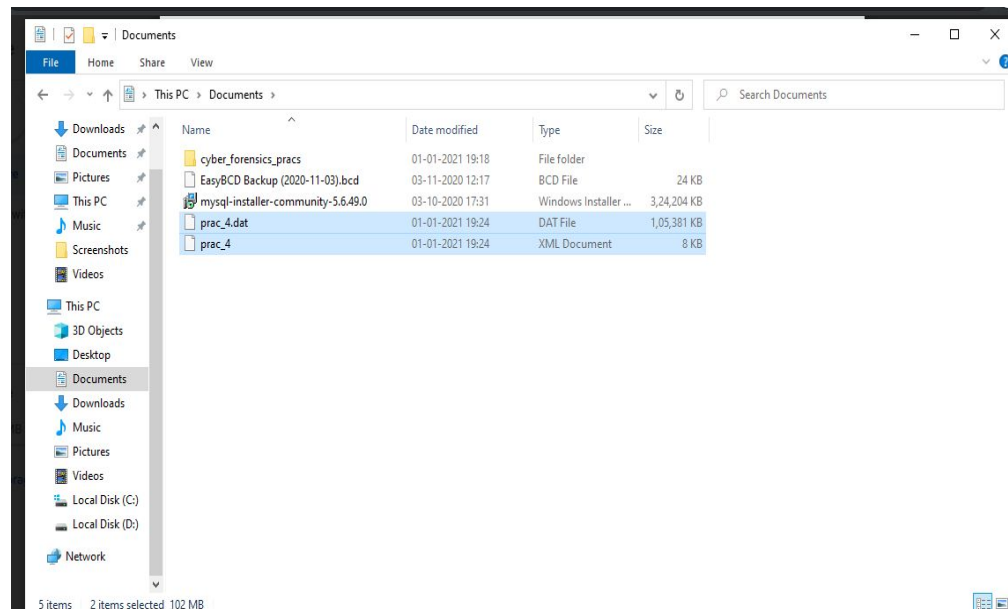 Documents
File Home Share View
This PC > Documents >
Search Documents
Name Date modified Type Size
cyber_forensics_pracs 01-01-2021 19:18 File folder
EasyBCD Backup (2020-11-03).bcd 03-11-2020 12:17 BCD File 24 KB
mysql-installer-community-5.6.49.0 03-10-2020 17:31 Windows Installer ... 3,24,204 KB
prac_4.dat 01-01-2021 19:24 DAT File 1,05,381 KB
prac_4 01-01-2021 19:24 XML Document 8 KB
Downloads
Documents
Pictures
This PC
Music
Screenshots
Videos
This PC
3D Objects
Desktop
Documents
Downloads
Music
Pictures
Videos
Local Disk (C:)
Local Disk (D:)
Network
5 items 2 items selected 102 MB